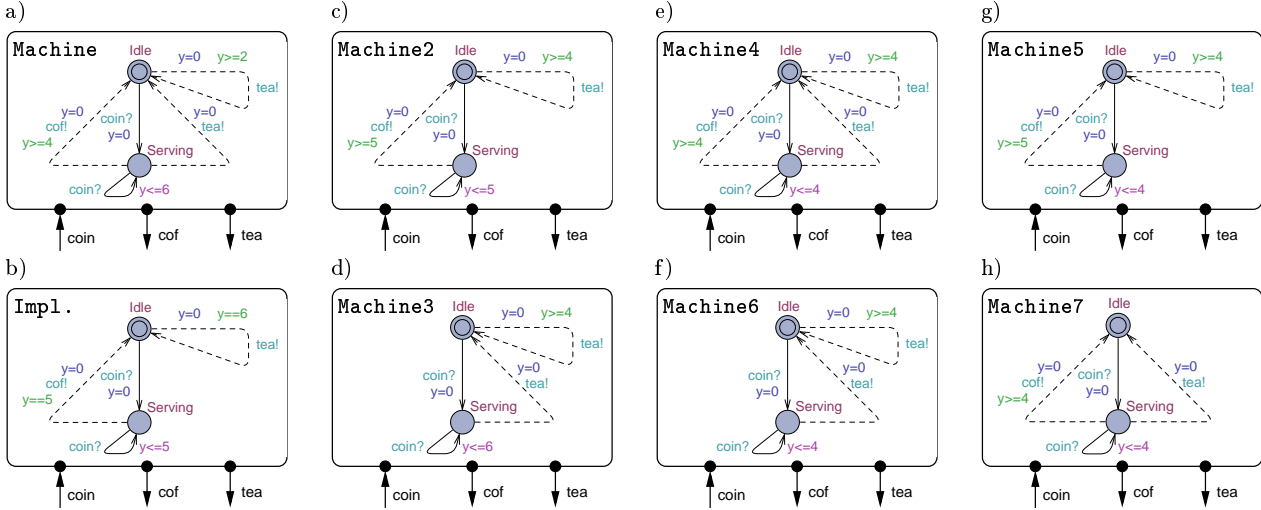 a)
Machine
Idle
y=0 y>=2
tea!
y=0
cof!
y>=4
coin?
y=0
y=0
tea!
Serving
coin?
y<=6
coin
cof
tea
c)
Machine2
Idle
y=0 y>=4
tea!
y=0
cof!
y>=5
coin?
y=0
Serving
coin?
y<=5
coin
cof
tea
e)
Machine4
Idle
y=0 y>=4
tea!
y=0
cof!
y>=4
coin?
y=0
y=0
tea!
Serving
coin?
y<=4
coin
cof
tea
g)
Machine5
Idle
y=0 y>=4
tea!
y=0
cof!
y>=5
coin?
y=0
Serving
coin?
y<=4
coin
cof
tea
b)
Impl.
Idle
y=0 y==6
tea!
y=0
cof!
y==5
coin?
y=0
Serving
coin?
y<=5
coin
cof
tea
d)
Machine3
Idle
y=0 y>=4
tea!
coin?
y=0
y=0
tea!
Serving
coin?
y<=6
coin
cof
tea
f)
Machine6
Idle
y=0 y>=4
tea!
coin?
y=0
y=0
tea!
Serving
coin?
y<=4
coin
cof
tea
h)
Machine7
Idle
y=0
cof!
y>=4
coin?
y=0
y=0
tea!
Serving
coin?
y<=4
coin
cof
tea